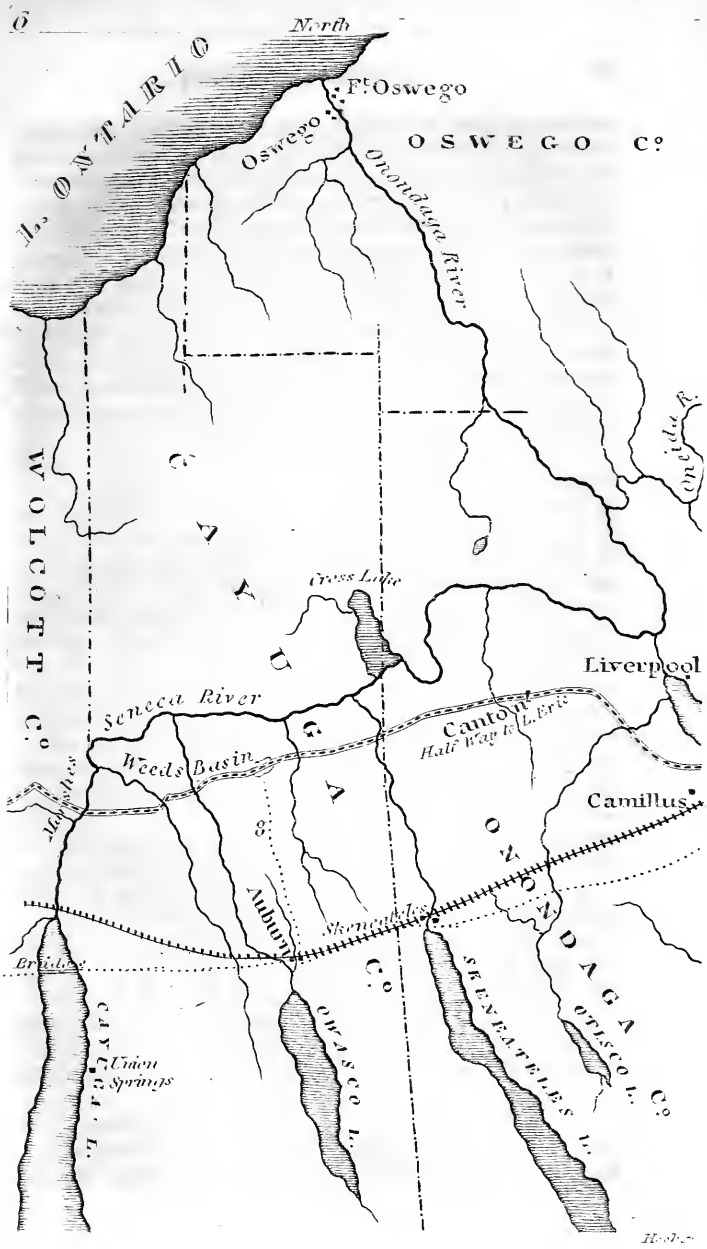 6
North
L. ONTARIO
Ft. Oswego
Oswego
OSWEGO Co.
Onondaga River
Oneida R.
WOLCOTT Co.
CAYUGA Co.
Cross Lake
Liverpool
Seneca River
Canton
Half Way to L. Erie
Weeds Basin
Marshes
Camillus
8
ONONDAGA Co.
Auburn
Skeneateles
Bridge
SKENEATELES L.
OTISCO L.
OWASCO L.
CAYUGA L.
Union
Springs